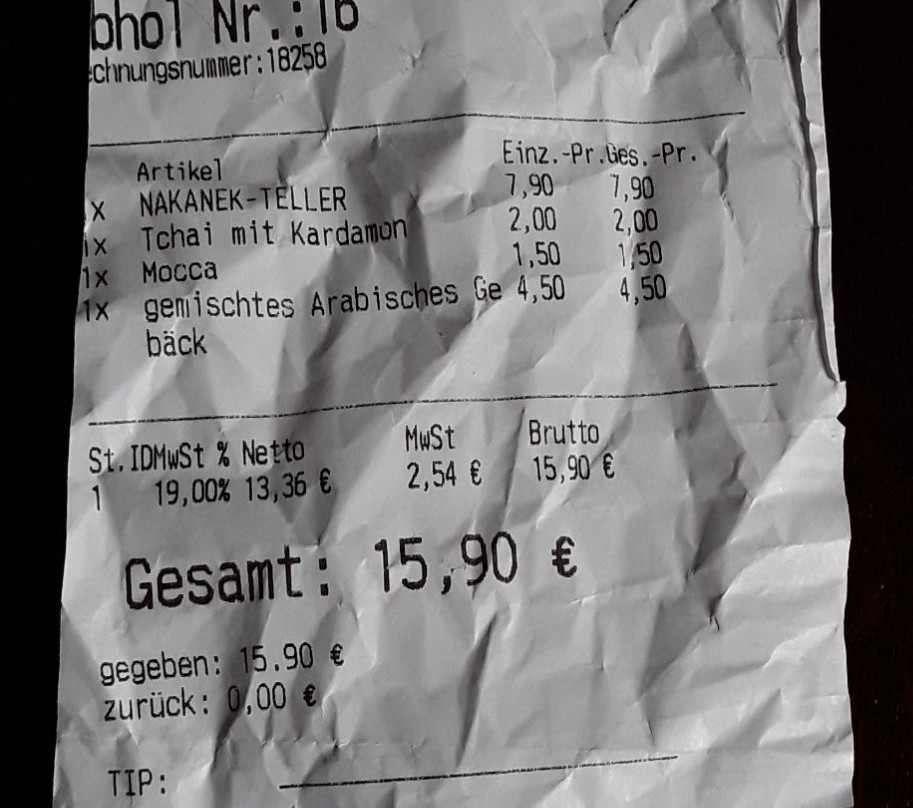 ohol Nr.:16
chnungsnummer:18258
Artikel Einz.-Pr.Ges.-Pr.
x NAKANEK-TELLER 7,90 7,90
1x Tchai mit Kardamon 2,00 2,00
1x Mocca 1,50 1,50
1x gemischtes Arabisches Ge 4,50 4,50
bäck
St.IDMwSt % Netto MwSt Brutto
1 19,00% 13,36 € 2,54 € 15,90 €
Gesamt: 15,90 €
gegeben: 15.90 €
zurück: 0,00 €
TIP: